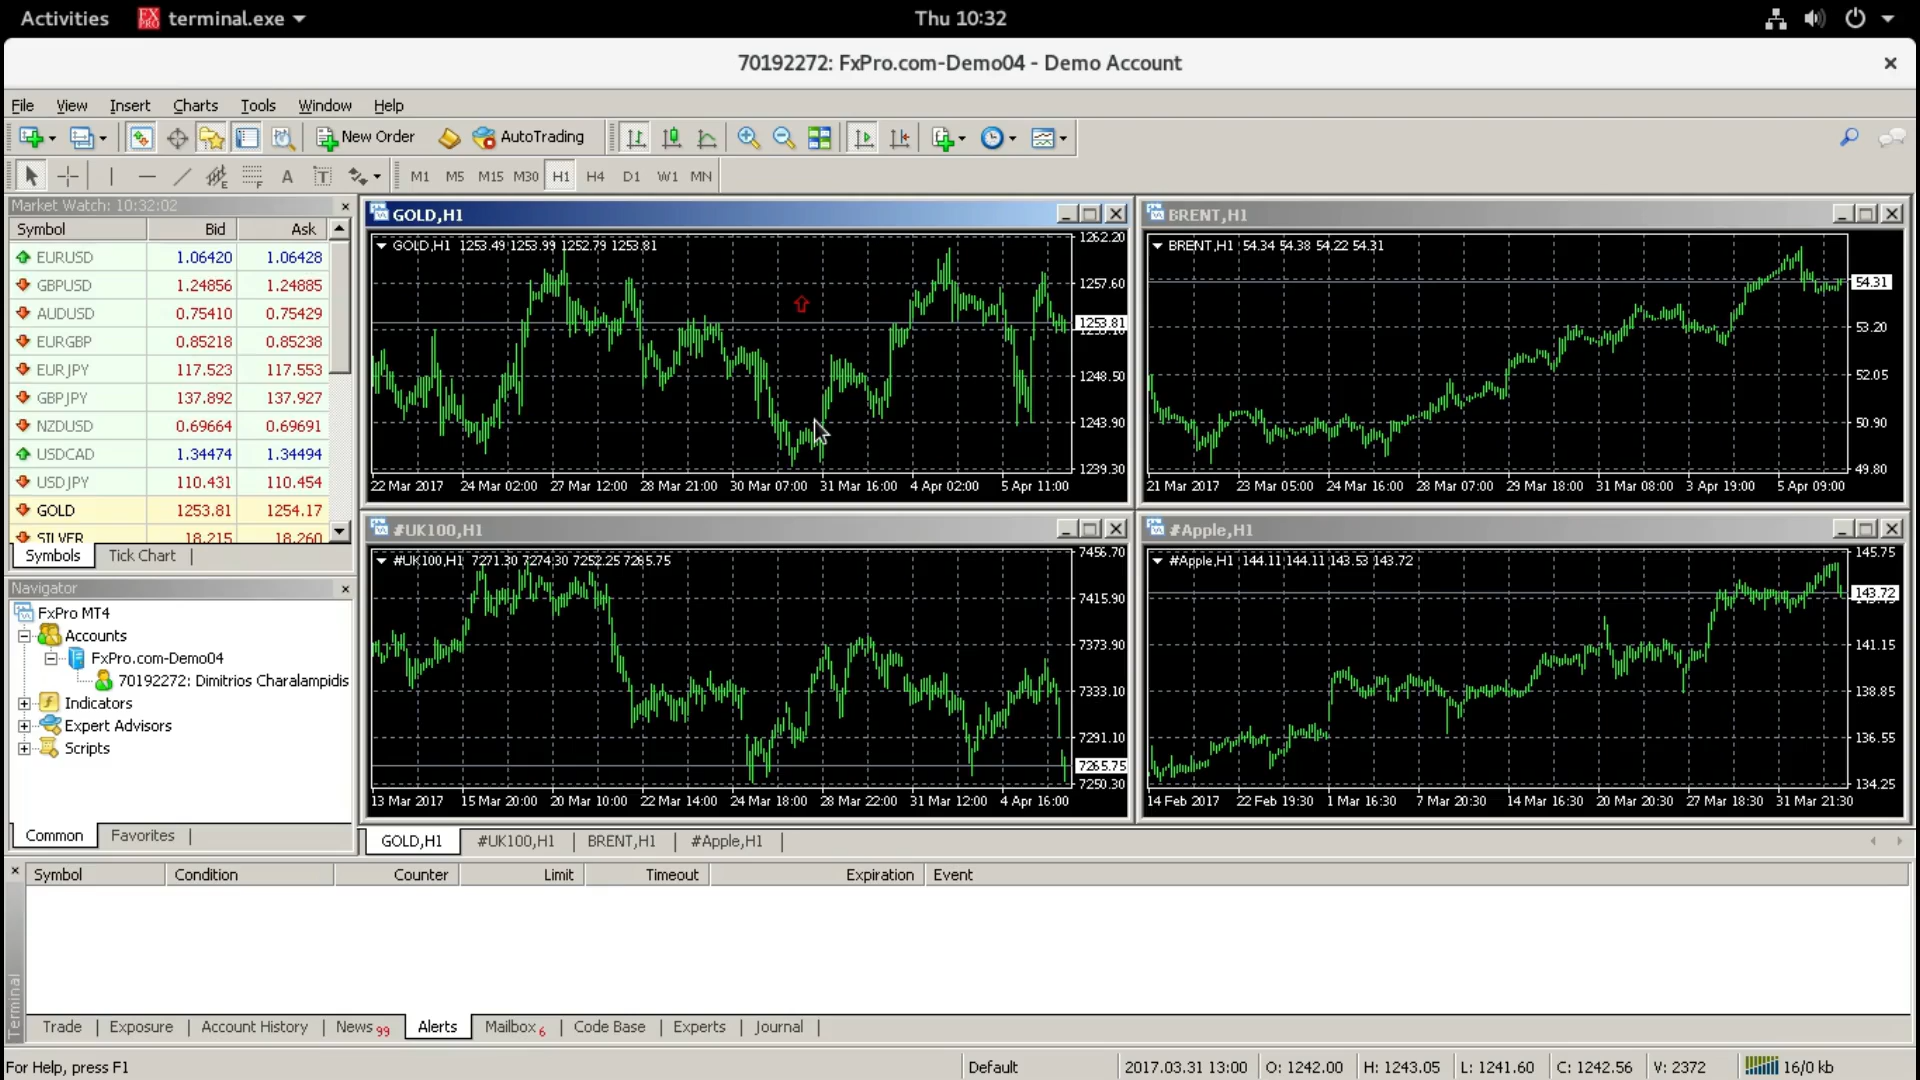 Activities terminal.exe Thu 10:32
70192272: FxPro.com-Demo04 - Demo Account
File View Insert Charts Tools Window Help
New Order AutoTrading
M1 M5 M15 M30 H1 H4 D1 W1 MN
Market Watch: 10:32:02
Symbol Bid Ask
EURUSD 1.06420 1.06428
GBPUSD 1.24856 1.24885
AUDUSD 0.75410 0.75429
EURGBP 0.85218 0.85238
EURJPY 117.523 117.553
GBPJPY 137.892 137.927
NZDUSD 0.69664 0.69691
USDCAD 1.34474 1.34494
USDJPY 110.431 110.454
GOLD 1253.81 1254.17
SILVER 18.215 18.260
Symbols Tick Chart
Navigator
FxPro MT4
Accounts
FxPro.com-Demo04
70192272: Dimitrios Charalampidis
Indicators
Expert Advisors
Scripts
Common Favorites
GOLD,H1
GOLD,H1 1253.49 1253.99 1252.79 1253.81
1262.20
1257.60
1253.81
1248.50
1243.90
1239.30
22 Mar 2017 24 Mar 02:00 27 Mar 12:00 28 Mar 21:00 30 Mar 07:00 31 Mar 16:00 4 Apr 02:00 5 Apr 11:00
BRENT,H1
BRENT,H1 54.34 54.38 54.22 54.31
54.31
53.20
52.05
50.90
49.80
21 Mar 2017 23 Mar 05:00 24 Mar 16:00 28 Mar 07:00 29 Mar 18:00 31 Mar 08:00 3 Apr 19:00 5 Apr 09:00
#UK100,H1
#UK100,H1 7271.30 7274.30 7252.25 7265.75
7456.70
7415.90
7373.90
7333.10
7291.10
7265.75
7250.30
13 Mar 2017 15 Mar 20:00 20 Mar 10:00 22 Mar 14:00 24 Mar 18:00 28 Mar 22:00 31 Mar 12:00 4 Apr 16:00
#Apple,H1
#Apple,H1 144.11 144.11 143.53 143.72
145.75
143.72
141.15
138.85
136.55
134.25
14 Feb 2017 22 Feb 19:30 1 Mar 16:30 7 Mar 20:30 14 Mar 16:30 20 Mar 20:30 27 Mar 18:30 31 Mar 21:30
GOLD,H1 #UK100,H1 BRENT,H1 #Apple,H1
Symbol Condition Counter Limit Timeout Expiration Event
Terminal
Trade Exposure Account History News 99 Alerts Mailbox 6 Code Base Experts Journal
For Help, press F1 Default 2017.03.31 13:00 O: 1242.00 H: 1243.05 L: 1241.60 C: 1242.56 V: 2372 16/0 kb